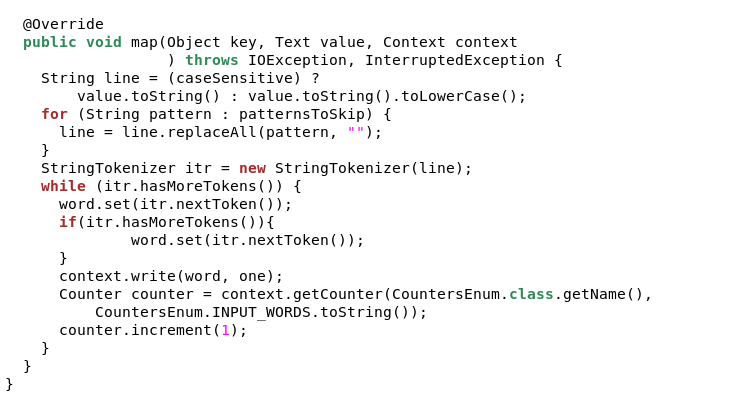 @Override
  public void map(Object key, Text value, Context context
                  ) throws IOException, InterruptedException {
    String line = (caseSensitive) ?
        value.toString() : value.toString().toLowerCase();
    for (String pattern : patternsToSkip) {
      line = line.replaceAll(pattern, "");
    }
    StringTokenizer itr = new StringTokenizer(line);
    while (itr.hasMoreTokens()) {
      word.set(itr.nextToken());
      if(itr.hasMoreTokens()){
              word.set(itr.nextToken());
      }
      context.write(word, one);
      Counter counter = context.getCounter(CountersEnum.class.getName(),
          CountersEnum.INPUT_WORDS.toString());
      counter.increment(1);
    }
  }
}